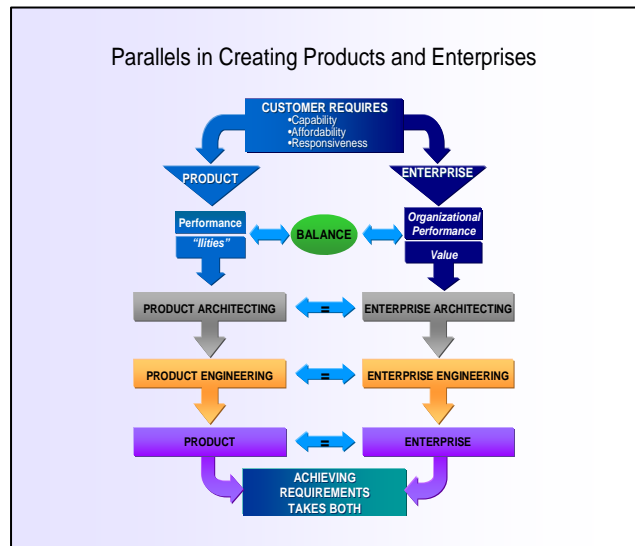 Parallels in Creating Products and Enterprises
CUSTOMER REQUIRES
•Capability
•Affordability
•Responsiveness
PRODUCT
ENTERPRISE
Performance
"Ilities"
BALANCE
Organizational
Performance
Value
PRODUCT ARCHITECTING
=
ENTERPRISE ARCHITECTING
PRODUCT ENGINEERING
=
ENTERPRISE ENGINEERING
PRODUCT
=
ENTERPRISE
ACHIEVING
REQUIREMENTS
TAKES BOTH